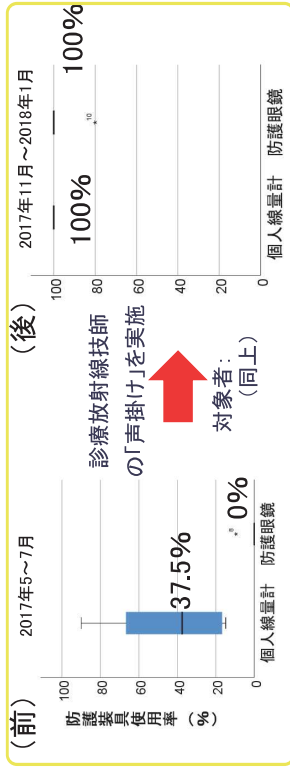 (前)
2017年5～7月
防護装具使用率(%)
100
80
60
40
20
0
37.5%
*8
0%
個人線量計 防護眼鏡
診療放射線技師
の「声掛け」を実施
対象者:
(同上)
(後)
2017年11月～2018年1月
100
80
60
40
20
0
100%
100%
*10
個人線量計 防護眼鏡